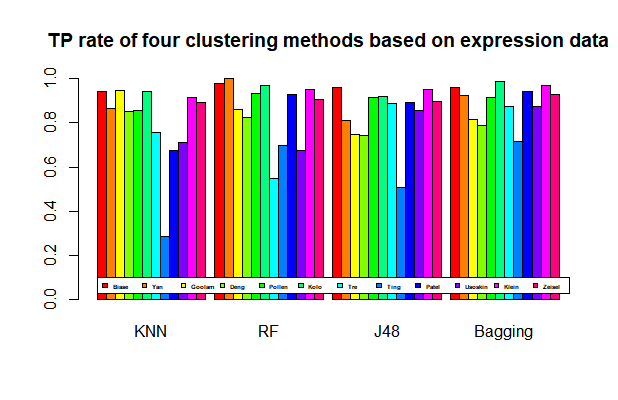 TP rate of four clustering methods based on expression data
1.0
0.8
0.6
0.4
0.2
0.0
Biase Yan Goolam Deng Pollen Kolo Tre Ting Patel Usoskin Klein Zeisel
KNN RF J48 Bagging